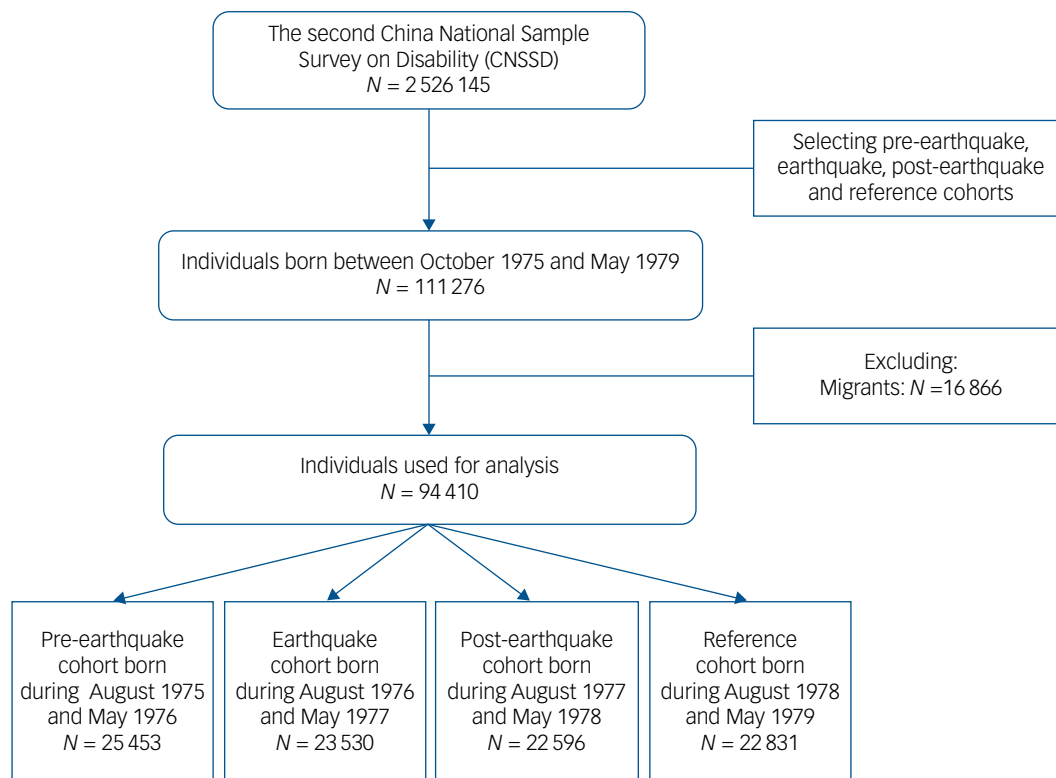 The second China National Sample
Survey on Disability (CNSSD)
N = 2 526 145
Selecting pre-earthquake,
earthquake, post-earthquake
and reference cohorts
Individuals born between October 1975 and May 1979
N = 111 276
Excluding:
Migrants: N =16 866
Individuals used for analysis
N = 94 410
Pre-earthquake
cohort born
during August 1975
and May 1976
N = 25 453
Earthquake
cohort born
during August 1976
and May 1977
N = 23 530
Post-earthquake
cohort born
during August 1977
and May 1978
N = 22 596
Reference
cohort born
during August 1978
and May 1979
N = 22 831